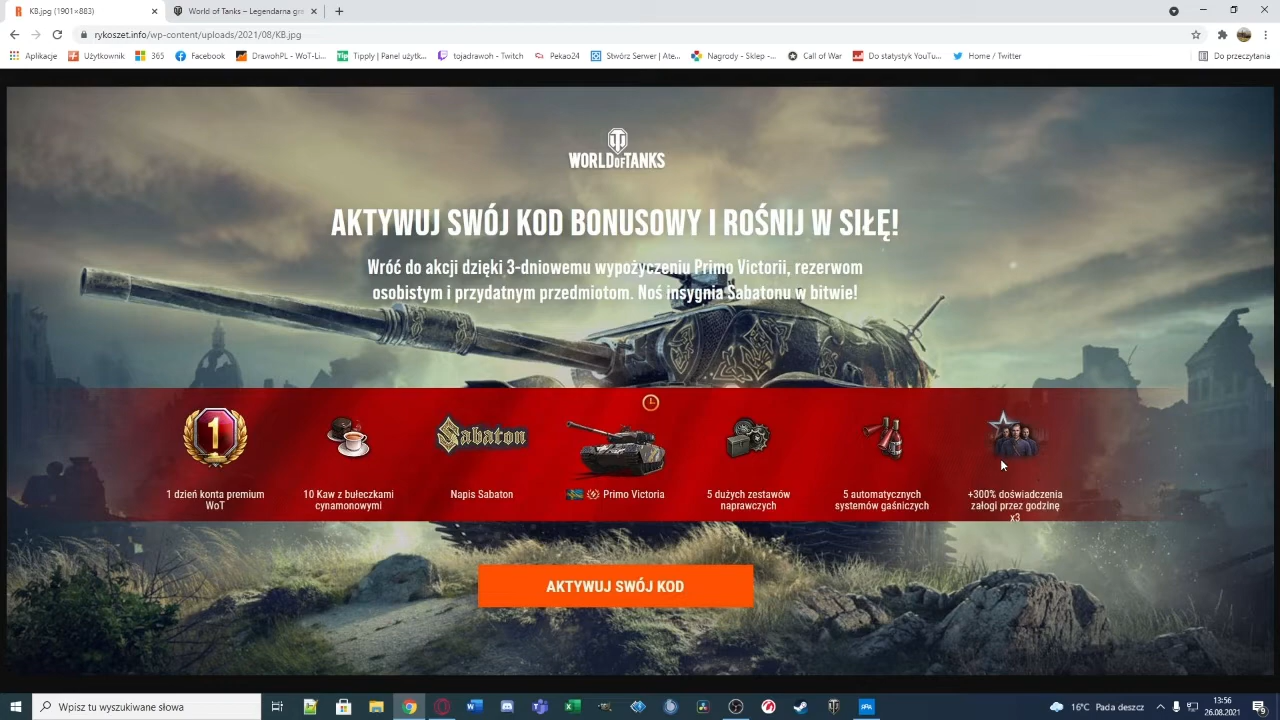 KB.jpg (1901×883)
World of Tanks – Legendarna gr
rykoszet.info/wp-content/uploads/2021/08/KB.jpg
Aplikacje
Użytkownik
365
Facebook
DrawohPL - WoT-Li...
Tipply | Panel użytk...
tojadrawoh - Twitch
Pekao24
Stwórz Serwer | Ate...
Nagrody - Sklep -...
Call of War
Do statystyk YouTu...
Home / Twitter
Do przeczytania
WORLD OF TANKS
AKTYWUJ SWÓJ KOD BONUSOWY I ROŚNIJ W SIŁĘ!
Wróć do akcji dzięki 3-dniowemu wypożyczeniu Primo Victorii, rezerwom
osobistym i przydatnym przedmiotom. Noś insygnia Sabatonu w bitwie!
1
Sabaton
1 dzień konta premium
WoT
10 Kaw z bułeczkami
cynamonowymi
Napis Sabaton
Primo Victoria
5 dużych zestawów
naprawczych
5 automatycznych
systemów gaśniczych
+300% doświadczenia
załogi przez godzinę
x3
AKTYWUJ SWÓJ KOD
Wpisz tu wyszukiwane słowa
16°C Pada deszcz
13:56
26.08.2021